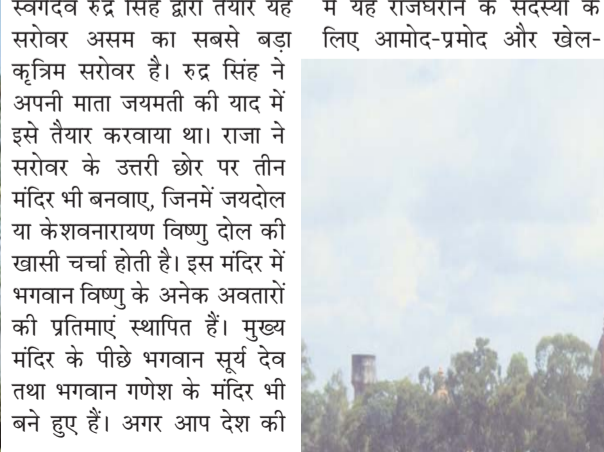 स्वर्गदेव रुद्र सिंह द्वारा तैयार यह
सरोवर असम का सबसे बड़ा
कृत्रिम सरोवर है। रुद्र सिंह ने
अपनी माता जयमती की याद में
इसे तैयार करवाया था। राजा ने
सरोवर के उत्तरी छोर पर तीन
मंदिर भी बनवाए, जिनमें जयदोल
या केशवनारायण विष्णु दोल की
खासी चर्चा होती है। इस मंदिर में
भगवान विष्णु के अनेक अवतारों
की प्रतिमाएं स्थापित हैं। मुख्य
मंदिर के पीछे भगवान सूर्य देव
तथा भगवान गणेश के मंदिर भी
बने हुए हैं। अगर आप देश की
में यह राजघराने के सदस्यों के
लिए आमोद-प्रमोद और खेल-